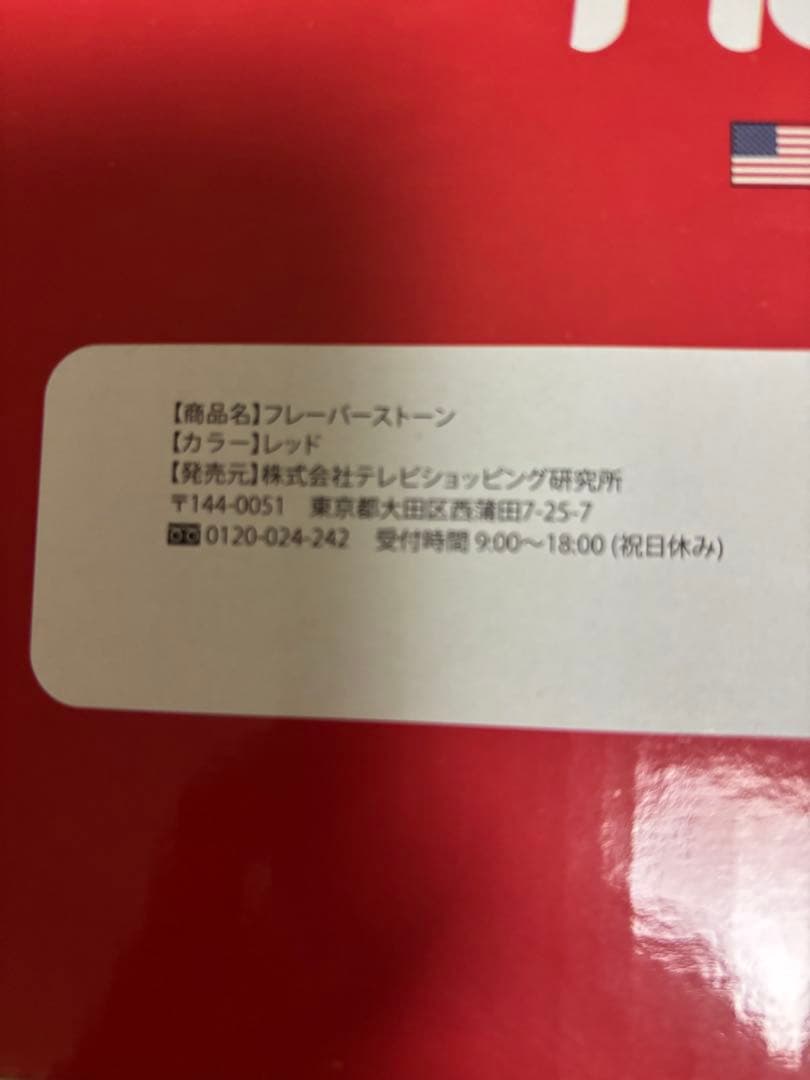 【商品名】フレーバーストーン
【カラー】レッド
【発売元】株式会社テレビショッピング研究所
〒144-0051 東京都大田区西蒲田7-25-7
0120-024-242 受付時間 9:00〜18:00 (祝日休み)